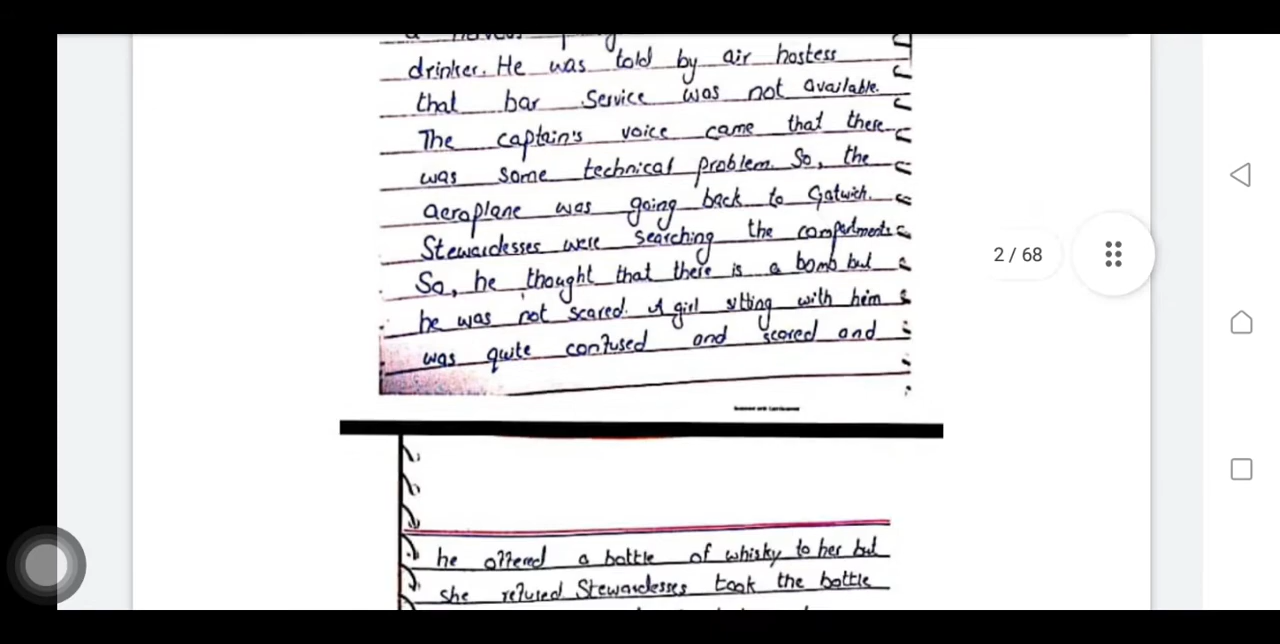 drinker. He was told by air hostess
that bar Service was not available.
The captain's voice came that there
was some technical problem. So, the
aeroplane was going back to Gatwich.
Stewardesses were searching the compartments
So, he thought that there is a bomb but
he was not scared. A girl sitting with him
was quite confused and scared and
2 / 68
he offered a bottle of whisky to her but
she refused Stewardesses took the bottle